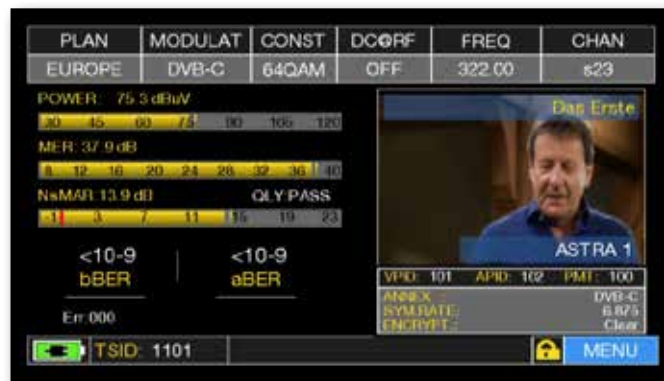 PLAN MODULAT CONST DC@RF FREQ CHAN
EUROPE DVB-C 64QAM OFF 322.00 s23
POWER: 75.3 dBuV
30 45 60 75 90 105 120
MER: 37.9 dB
8 12 16 20 24 28 32 36 40
NsMAR:13.9 dB QLY:PASS
-1 3 7 11 15 19 23
<10-9 <10-9
bBER aBER
Err:000
Das Erste
ASTRA 1
VPID: 101 APID: 102 PMT: 100
ANNEX : DVB-C
SYM.RATE: 6.875
ENCRYPT.: Clear
TSID: 1101
MENU